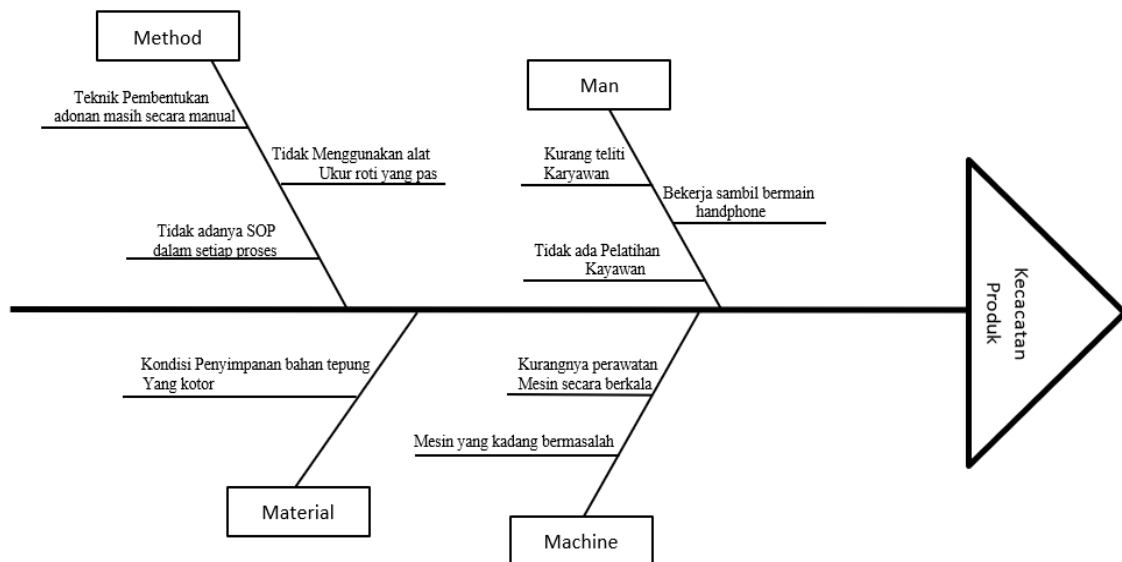 Method
Teknik Pembentukan
adonan masih secara manual
Tidak Menggunakan alat
Ukur roti yang pas
Tidak adanya SOP
dalam setiap proses
Man
Kurang teliti
Karyawan
Bekerja sambil bermain
handphone
Tidak ada Pelatihan
Kayawan
Kecacatan
Produk
Kondisi Penyimpanan bahan tepung
Yang kotor
Material
Kurangnya perawatan
Mesin secara berkala
Mesin yang kadang bermasalah
Machine